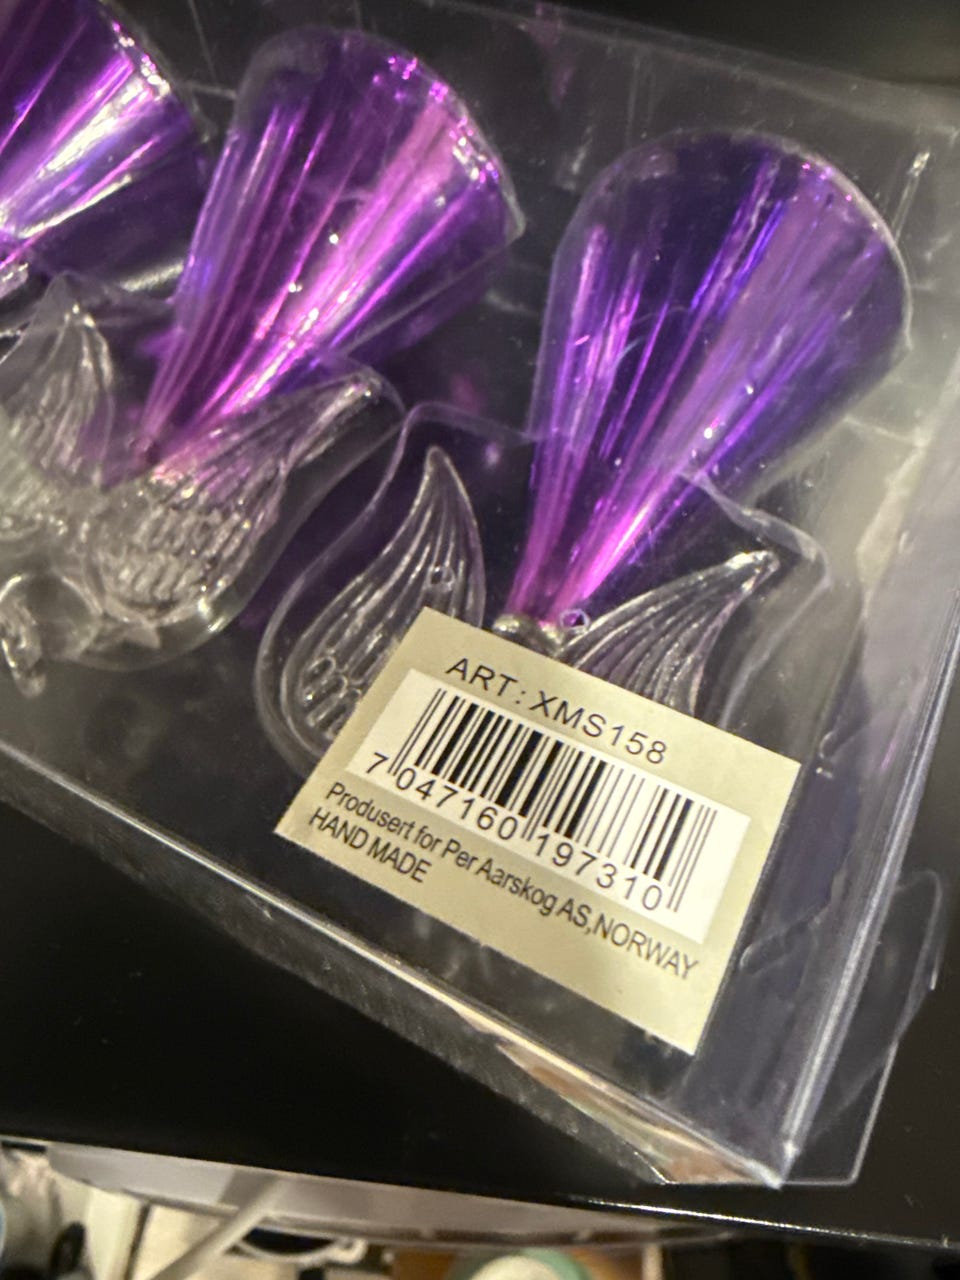 ART: XMS158
7 047160 197310
Produsert for Per Aarskog AS,NORWAY
HAND MADE